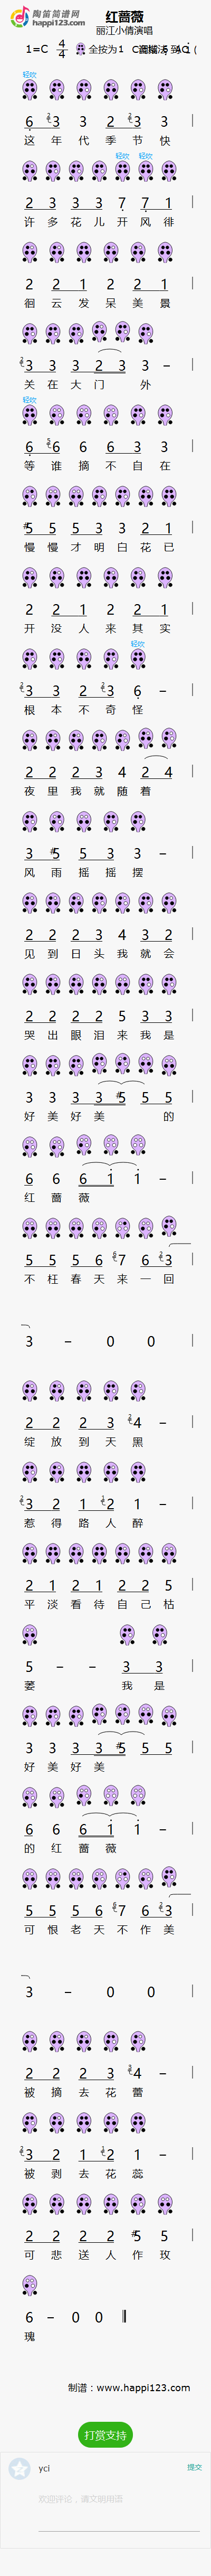 陶笛简谱网
happi123.com
红蔷薇
丽江小倩演唱
1=C 4/4 全按为1
轻吹
6 2 3 3 2 2 3 3
这 年 代 季 节 快
轻吹 轻吹
2 3 3 3 7 7 1
许 多 花 儿 开 风 徘
2 2 1 2 2 1
徊 云 发 呆 美 景
2 3 3 3 2 3 3 -
关 在 大 门 外
轻吹
6 5 6 6 6 3 3
等 谁 摘 不 自 在
#5 5 5 3 3 2 1
慢 慢 才 明 白 花 已
2 2 1 2 2 1
开 没 人 来 其 实
轻吹
2 3 3 2 2 3 6 -
根 本 不 奇 怪
2 2 2 3 4 2 4
夜 里 我 就 随 着
3 #5 5 3 3 -
风 雨 摇 摇 摆
2 2 2 3 4 3 2
见 到 日 头 我 就 会
2 2 2 2 5 3 3
哭 出 眼 泪 来 我 是
3 3 3 3 #5 5 5
好 美 好 美 的
6 6 6 1 1 -
红 蔷 薇
5 5 5 6 6 7 6 2 3
不 枉 春 天 来 一 回
3 - 0 0
2 2 2 3 2 4 -
绽 放 到 天 黑
2 3 2 1 1 2 1 -
惹 得 路 人 醉
2 1 2 1 2 2 5
平 淡 看 待 自 己 枯
5 - - 3 3
萎 我 是
3 3 3 3 #5 5 5
好 美 好 美
6 6 6 1 1 -
的 红 蔷 薇
5 5 5 6 6 7 6 2 3
可 恨 老 天 不 作 美
3 - 0 0
2 2 2 3 3 4 -
被 摘 去 花 蕾
2 3 2 1 1 2 1 -
被 剥 去 花 蕊
2 2 2 2 #5 5
可 悲 送 人 作 玫
6 - 0 0
瑰
制谱：www.happi123.com
打赏支持
yci 提交
欢迎评论，请文明用语